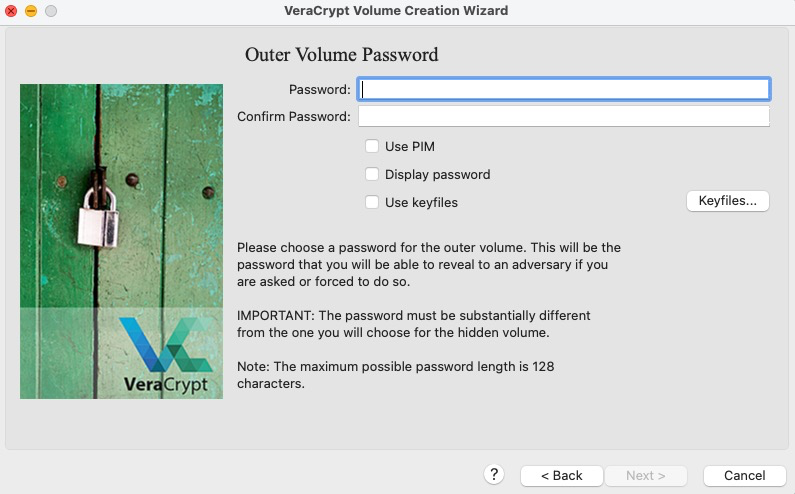 VeraCrypt Volume Creation Wizard
Outer Volume Password
Password:
Confirm Password:
Use PIM
Display password
Use keyfiles
Keyfiles...
Please choose a password for the outer volume. This will be the
password that you will be able to reveal to an adversary if you
are asked or forced to do so.
IMPORTANT: The password must be substantially different
from the one you will choose for the hidden volume.
Note: The maximum possible password length is 128
characters.
VeraCrypt
?
< Back
Next >
Cancel